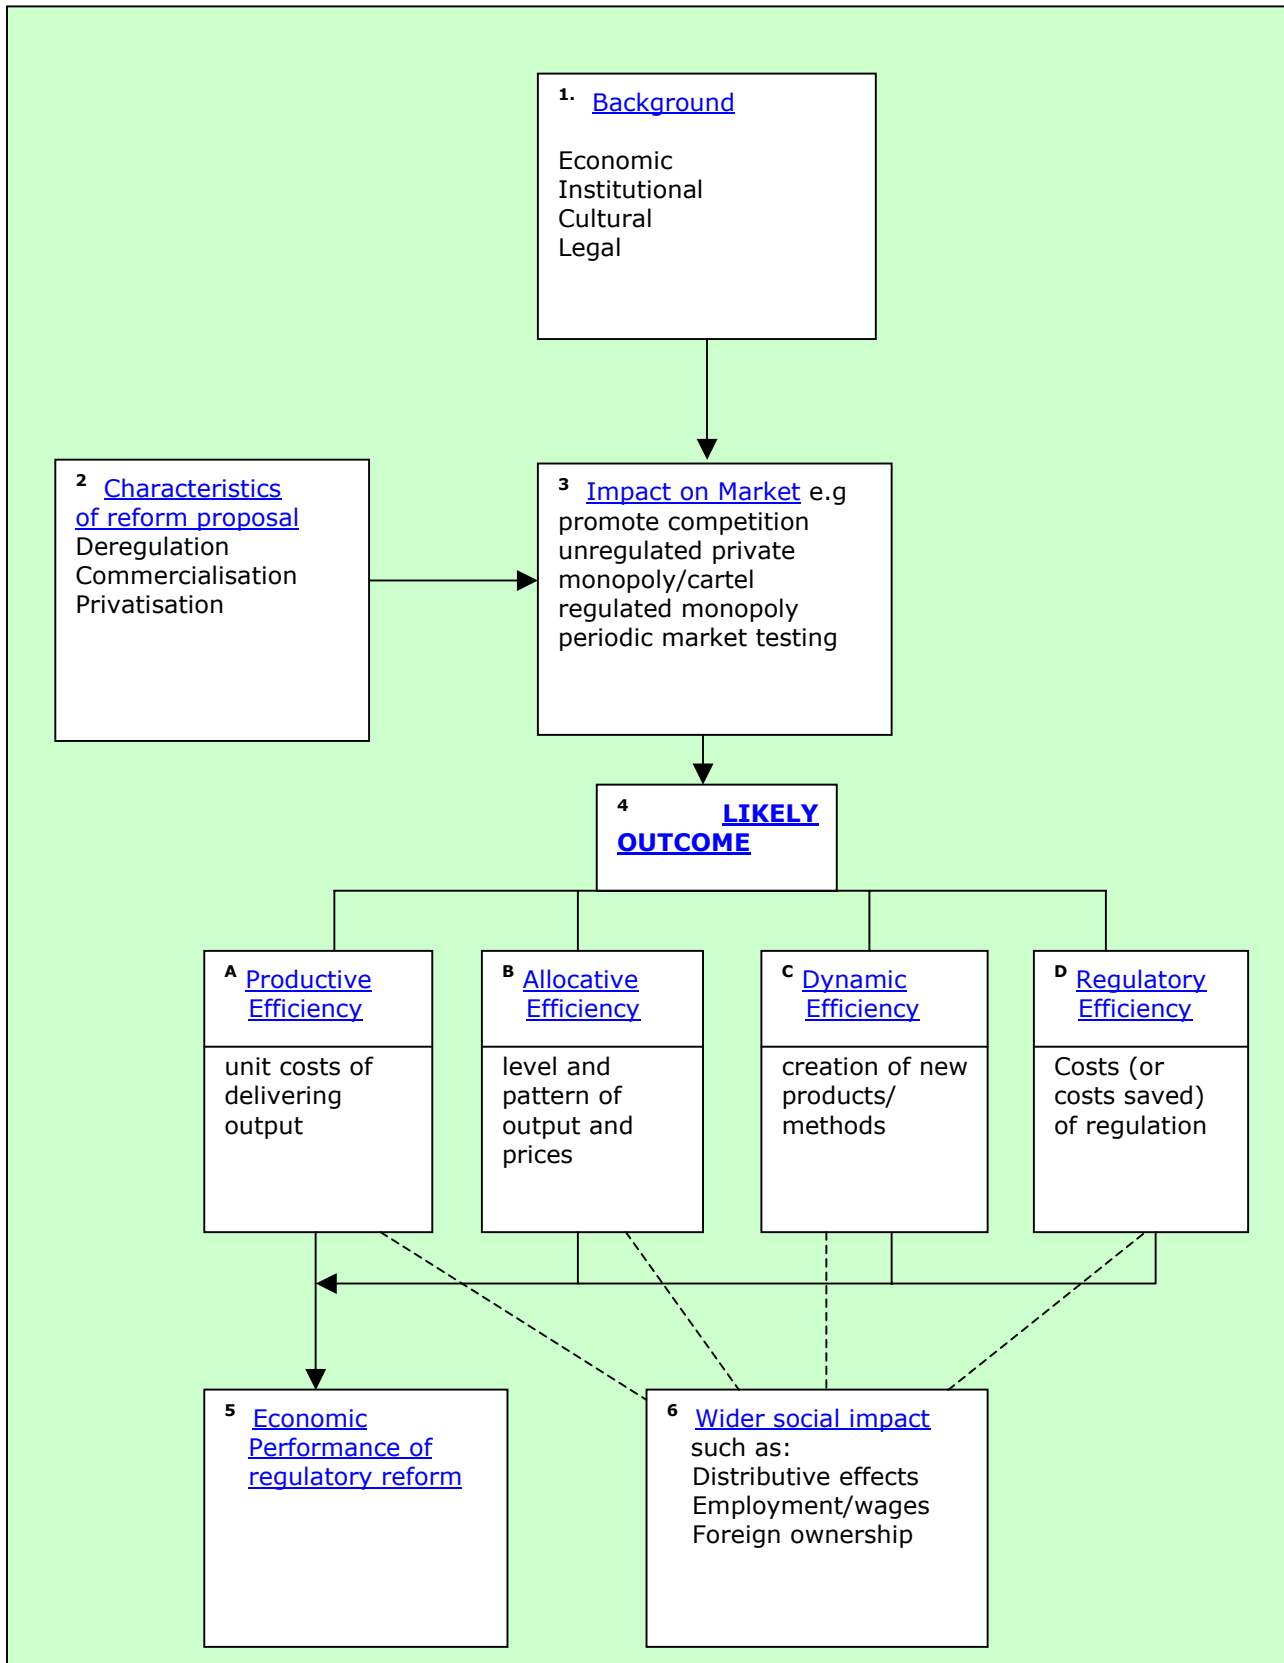 1. Background
Economic
Institutional
Cultural
Legal
2 Characteristics
of reform proposal
Deregulation
Commercialisation
Privatisation
3 Impact on Market e.g
promote competition
unregulated private
monopoly/cartel
regulated monopoly
periodic market testing
4 LIKELY
OUTCOME
A Productive
Efficiency
unit costs of
delivering
output
B Allocative
Efficiency
level and
pattern of
output and
prices
C Dynamic
Efficiency
creation of new
products/
methods
D Regulatory
Efficiency
Costs (or
costs saved)
of regulation
5 Economic
Performance of
regulatory reform
6 Wider social impact
such as:
Distributive effects
Employment/wages
Foreign ownership